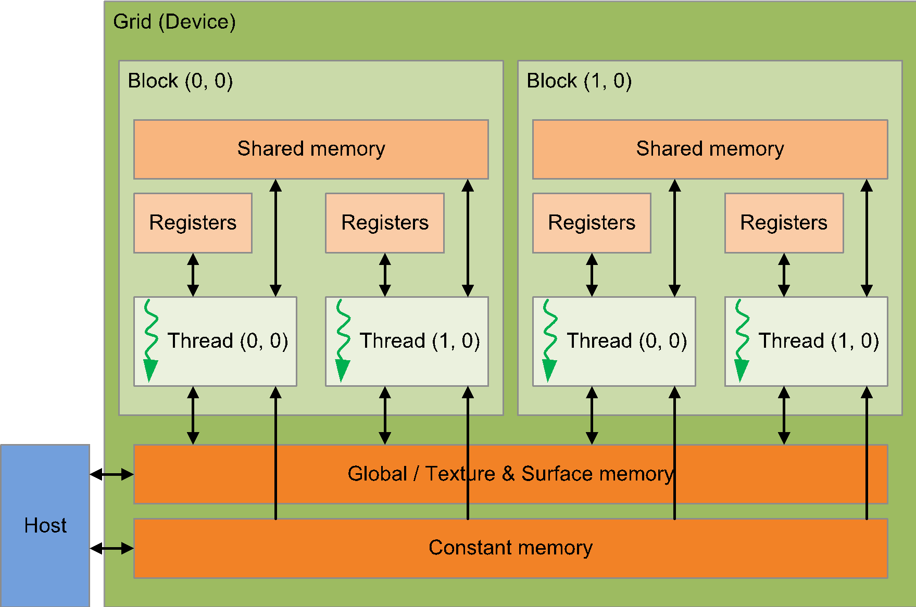 Grid (Device)
Block (0, 0)
Block (1, 0)
Shared memory
Shared memory
Registers
Registers
Registers
Registers
Thread (0, 0)
Thread (1, 0)
Thread (0, 0)
Thread (1, 0)
Global / Texture & Surface memory
Host
Constant memory